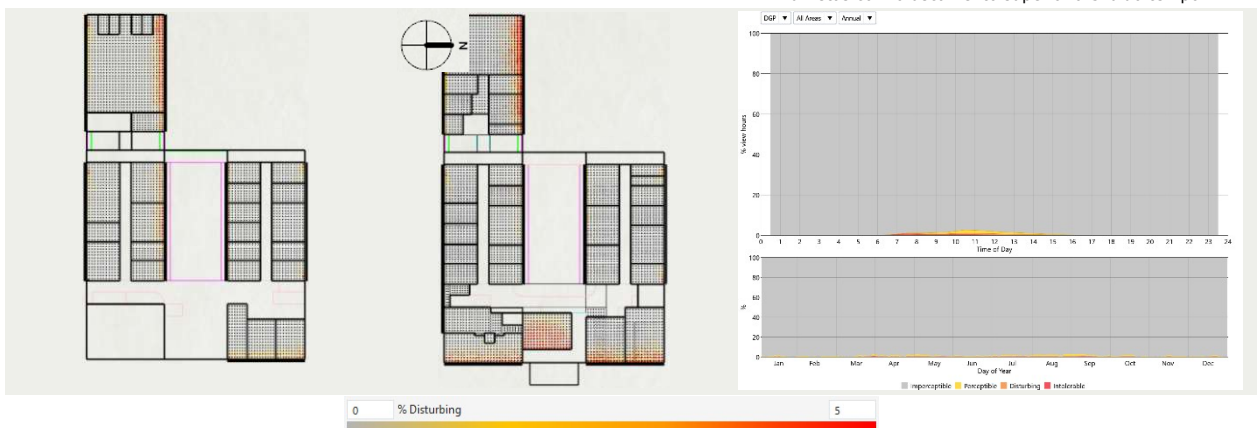 DGP ▼ All Areas ▼ Annual ▼
N
100
80
60
40
20
0
% view hours
0 1 2 3 4 5 6 7 8 9 10 11 12 13 14 15 16 17 18 19 20 21 22 23 24
Time of Day
100
80
60
40
20
0
%
Jan Feb Mar Apr May Jun Jul Aug Sep Oct Nov Dec
Day of Year
Imperceptible Perceptible Disturbing Intolerable
0 % Disturbing 5